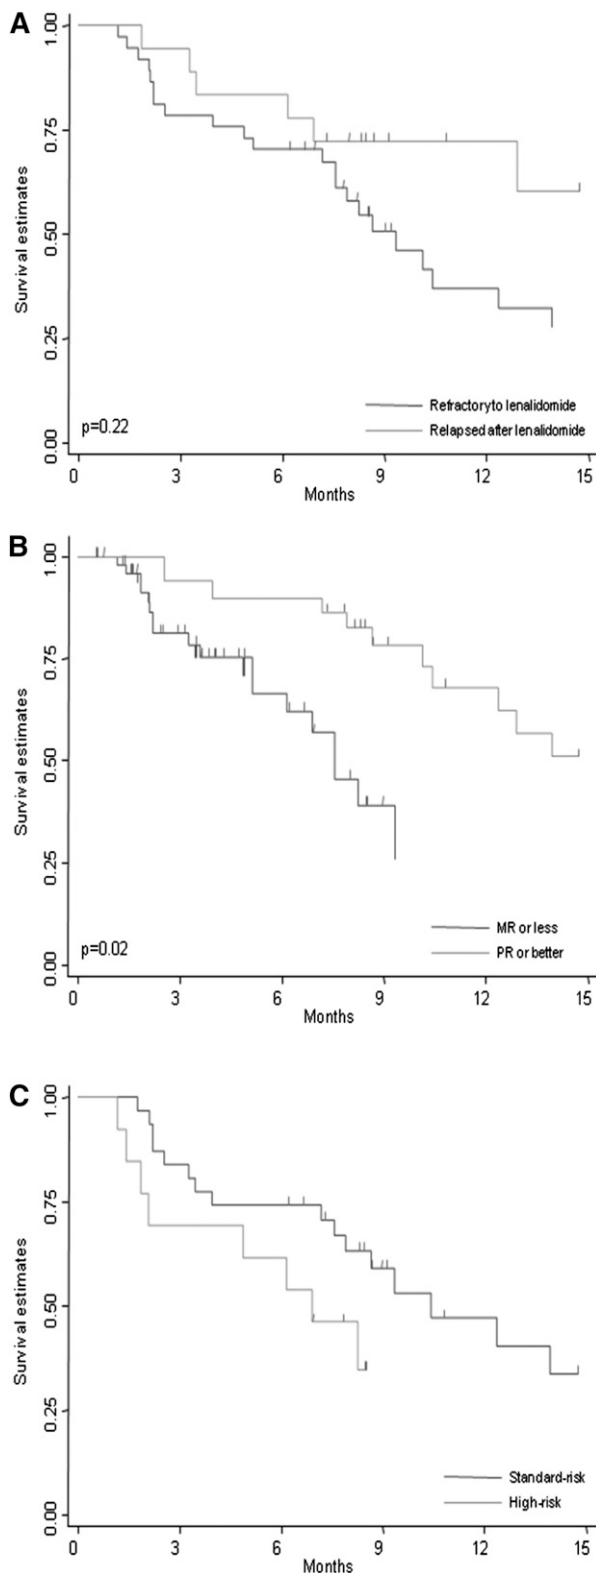 A
1.00
0.75
0.50
0.25
0.00
Survival estimates
Refractory to lenalidomide
Relapsed after lenalidomide
p=0.22
0 3 6 9 12 15
Months
B
1.00
0.75
0.50
0.25
0.00
Survival estimates
MR or less
PR or better
p=0.02
0 3 6 9 12 15
Months
C
1.00
0.75
0.50
0.25
0.00
Survival estimates
Standard-risk
High-risk
0 3 6 9 12 15
Months